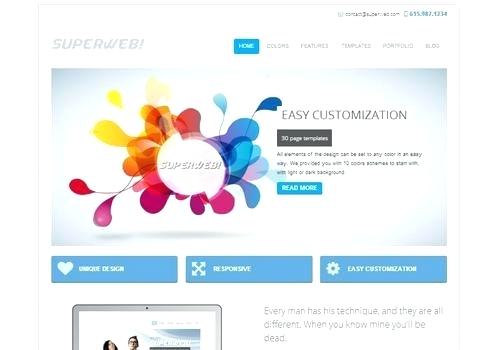 contact@superweb.com 615.987.1234
SUPERWEB!
HOME COLORS FEATURES TEMPLATES PORTFOLIO BLOG
EASY CUSTOMIZATION
30 page templates
All elements of the design can be set to any color in an easy
way. We provided you with 10 colors schemes to start with,
with light or dark background.
READ MORE
SUPERWEB!
UNIQUE DESIGN
RESPONSIVE
EASY CUSTOMIZATION
Every man has his technique, and they are all
different. When you know mine you'll be
dead.
SUPERWEB!